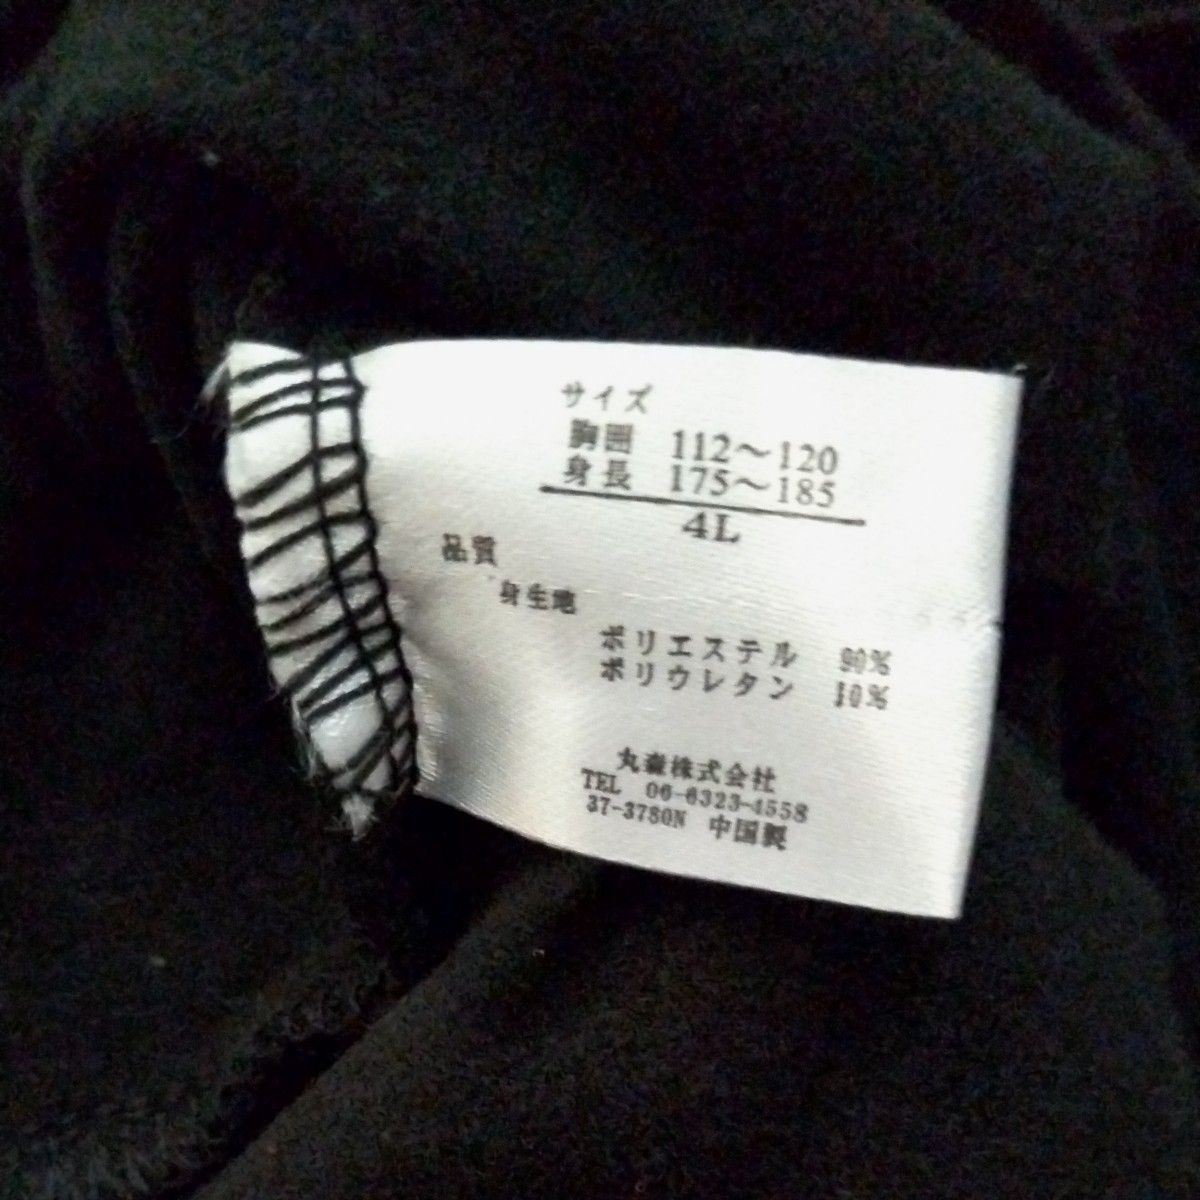 サイズ
胸囲 112～120
身長 175～185
4L
品質
身生地
ポリエステル 90%
ポリウレタン 10%
丸森株式会社
TEL 06-6323-4558
37-3780N 中国製